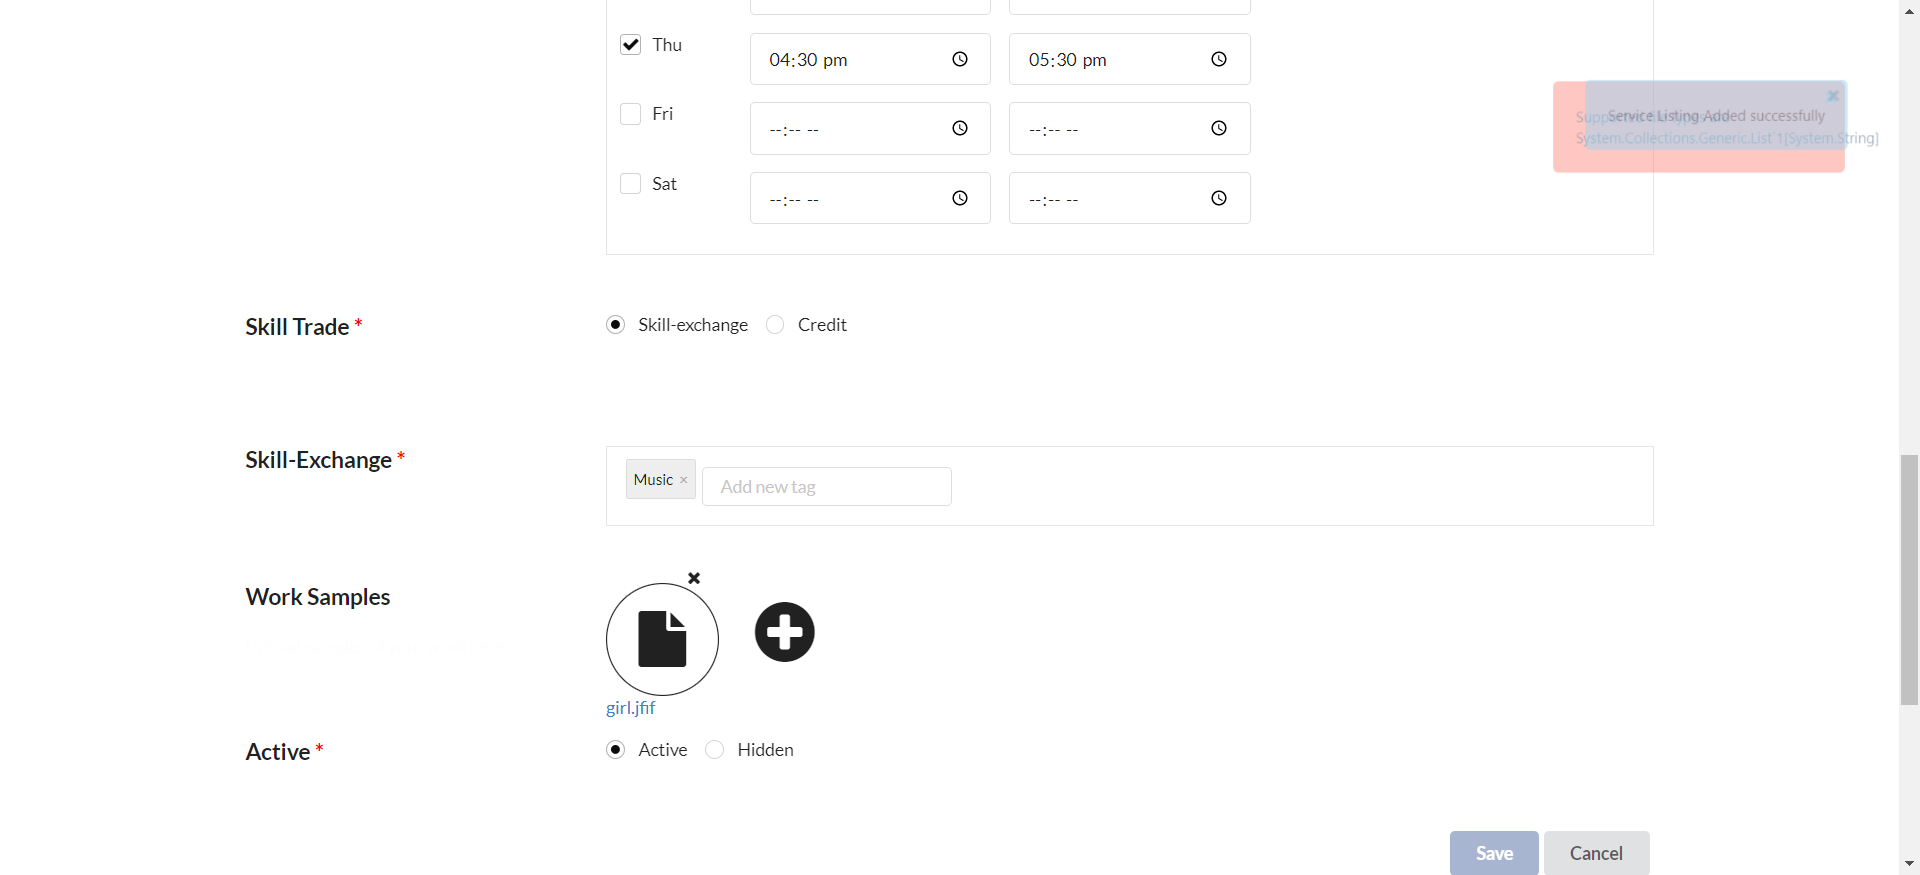 Thu
04:30 pm
05:30 pm
Fri
--:-- --
--:-- --
Service Listing Added successfully
System.Collections.Generic.List`1[System.String]
Sat
--:-- --
--:-- --
Skill Trade *
Skill-exchange
Credit
Skill-Exchange *
Music ×
Add new tag
Work Samples
girl.jfif
Active *
Active
Hidden
Save
Cancel